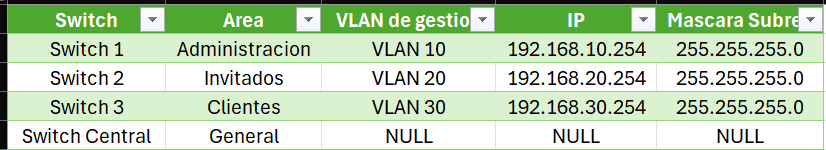 Switch Area VLAN de gestio IP Mascara Subre
Switch 1 Administracion VLAN 10 192.168.10.254 255.255.255.0
Switch 2 Invitados VLAN 20 192.168.20.254 255.255.255.0
Switch 3 Clientes VLAN 30 192.168.30.254 255.255.255.0
Switch Central General NULL NULL NULL